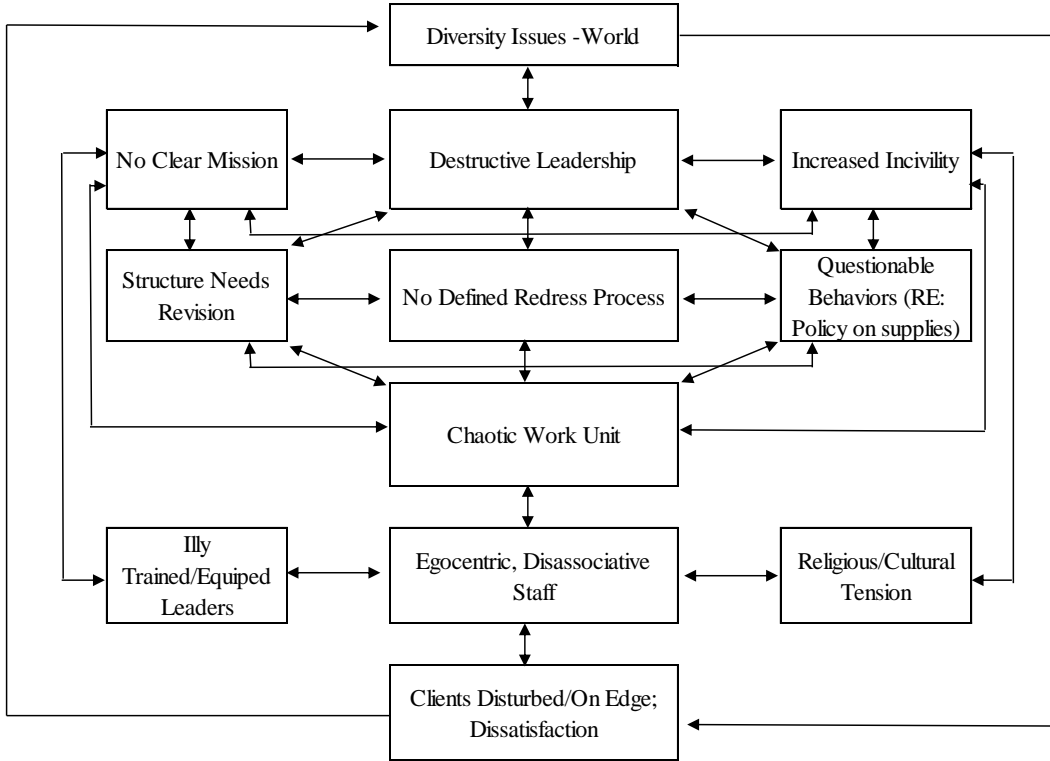 Diversity Issues -World
No Clear Mission
Destructive Leadership
Increased Incivility
Structure Needs
Revision
No Defined Redress Process
Questionable
Behaviors (RE:
Policy on supplies)
Chaotic Work Unit
Illy
Trained/Equiped
Leaders
Egocentric, Disassociative
Staff
Religious/Cultural
Tension
Clients Disturbed/On Edge;
Dissatisfaction